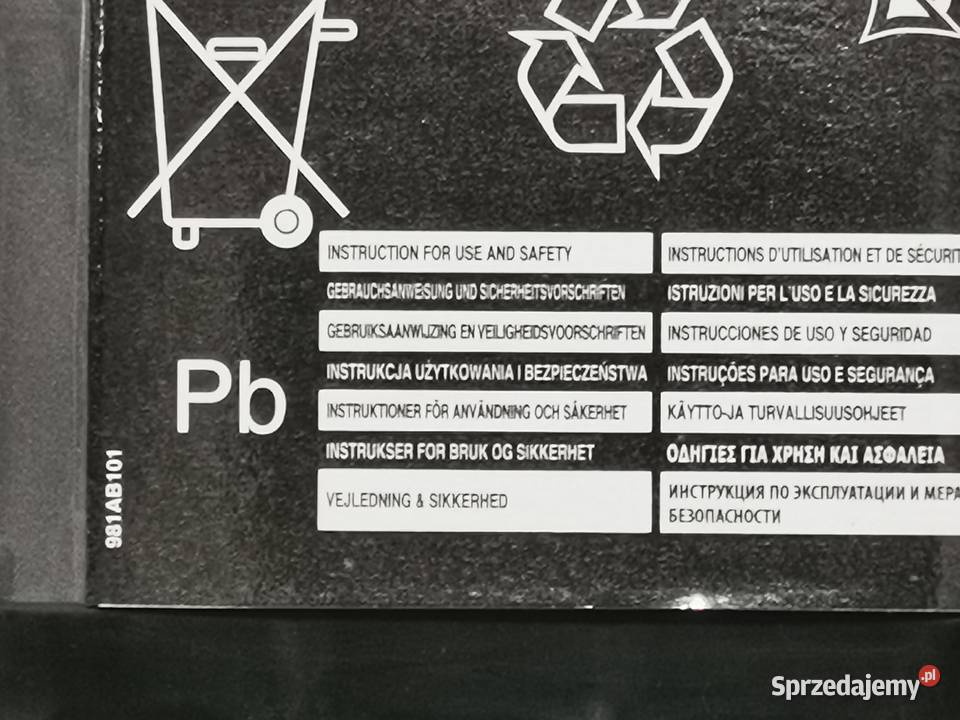 INSTRUCTION FOR USE AND SAFETY
GEBRAUCHSANWEISUNG UND SICHERHEITSVORSCHRIFTEN
GEBRUIKSAANWIJZING EN VEILIGHEIDSVOORSCHRIFTEN
INSTRUKCJA UŻYTKOWANIA I BEZPIECZEŃSTWA
INSTRUKTIONER FÖR ANVÄNDNING OCH SÄKERHET
INSTRUKSER FOR BRUK OG SIKKERHET
VEJLEDNING & SIKKERHED
INSTRUCTIONS D'UTILISATION ET DE SÉCURIT
ISTRUZIONI PER L'USO E LA SICUREZZA
INSTRUCCIONES DE USO Y SEGURIDAD
INSTRUÇÕES PARA USO E SEGURANÇA
KÄYTTO-JA TURVALLISUUSOHJEET
ΟΔΗΓΙΕΣ ΓΙΑ ΧΡΗΣΗ ΚΑΙ ΑΣΦΑΛΕΙΑ
ИНСТРУКЦИЯ ПО ЭКСПЛУАТАЦИИ И МЕРА
БЕЗОПАСНОСТИ
Pb
981AB101
Sprzedajemy.pl